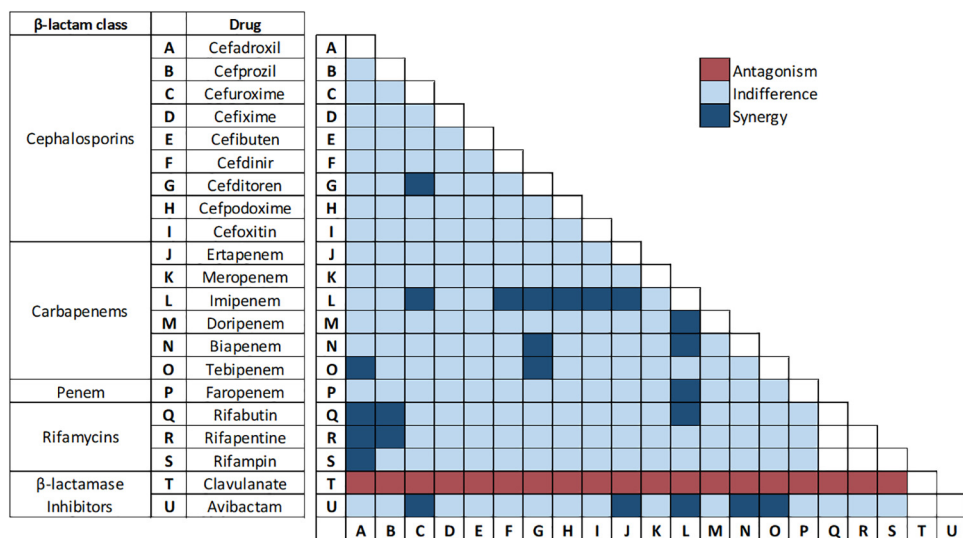 β-lactam class Drug
A Cefadroxil
B Cefprozil
C Cefuroxime
D Cefixime
Cephalosporins E Cefibuten
F Cefdinir
G Cefditoren
H Cefpodoxime
I Cefoxitin
J Ertapenem
K Meropenem
Carbapenems L Imipenem
M Doripenem
N Biapenem
O Tebipenem
Penem P Faropenem
Q Rifabutin
Rifamycins R Rifapentine
S Rifampin
β-lactamase T Clavulanate
Inhibitors U Avibactam
A
B
C
D
E
F
G
H
I
J
K
L
M
N
O
P
Q
R
S
T
U
A B C D E F G H I J K L M N O P Q R S T U
Antagonism
Indifference
Synergy